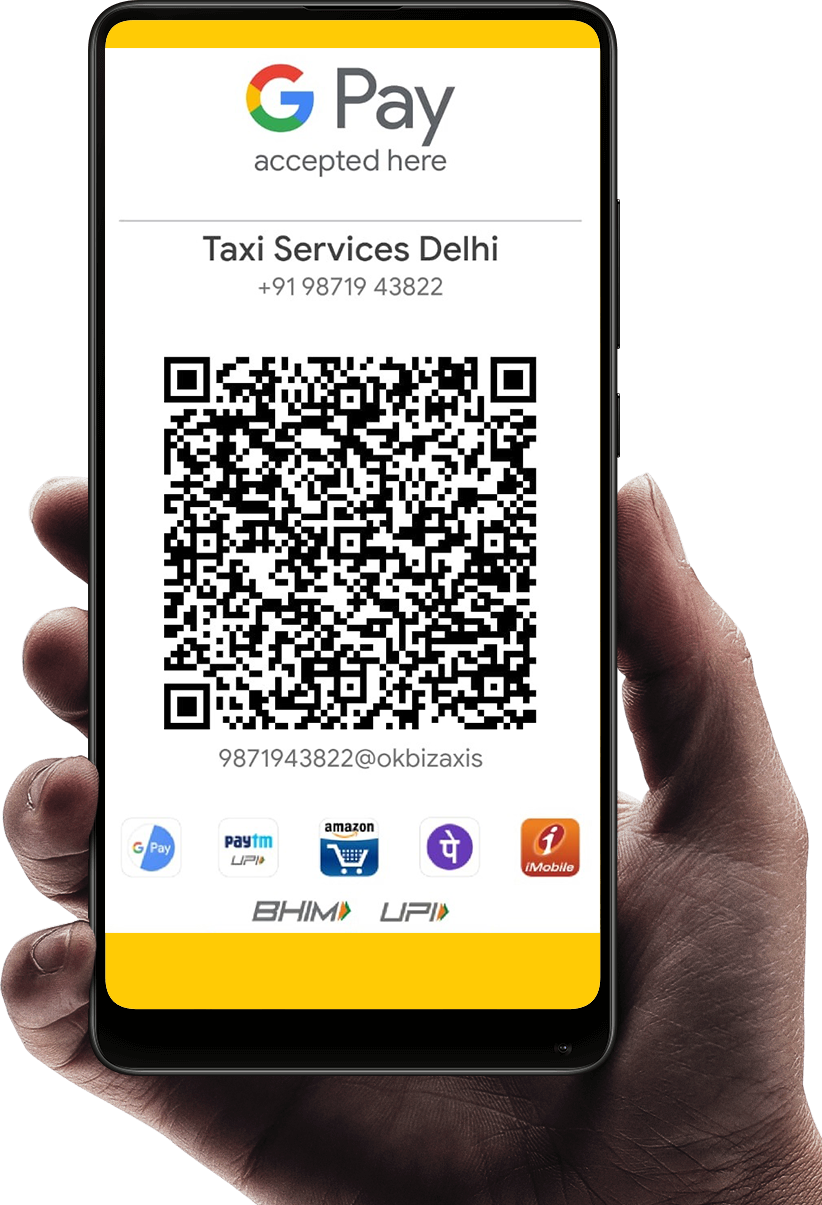 G Pay
accepted here
Taxi Services Delhi
+91 98719 43822
9871943822@okbizaxis
G Pay
paytm
UPI
amazon
पे
i
iMobile
BHIM UPI